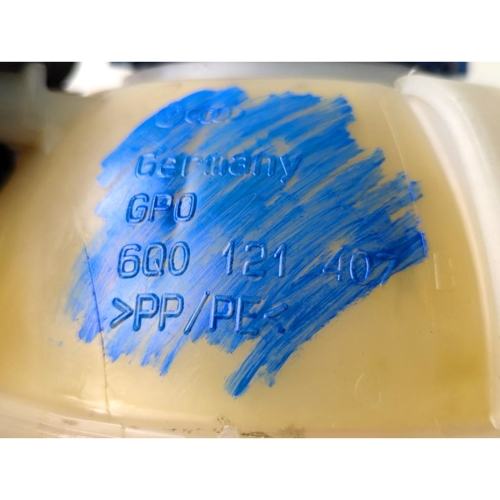 Germany
GPO
6Q0 121 407
>PP/PE<